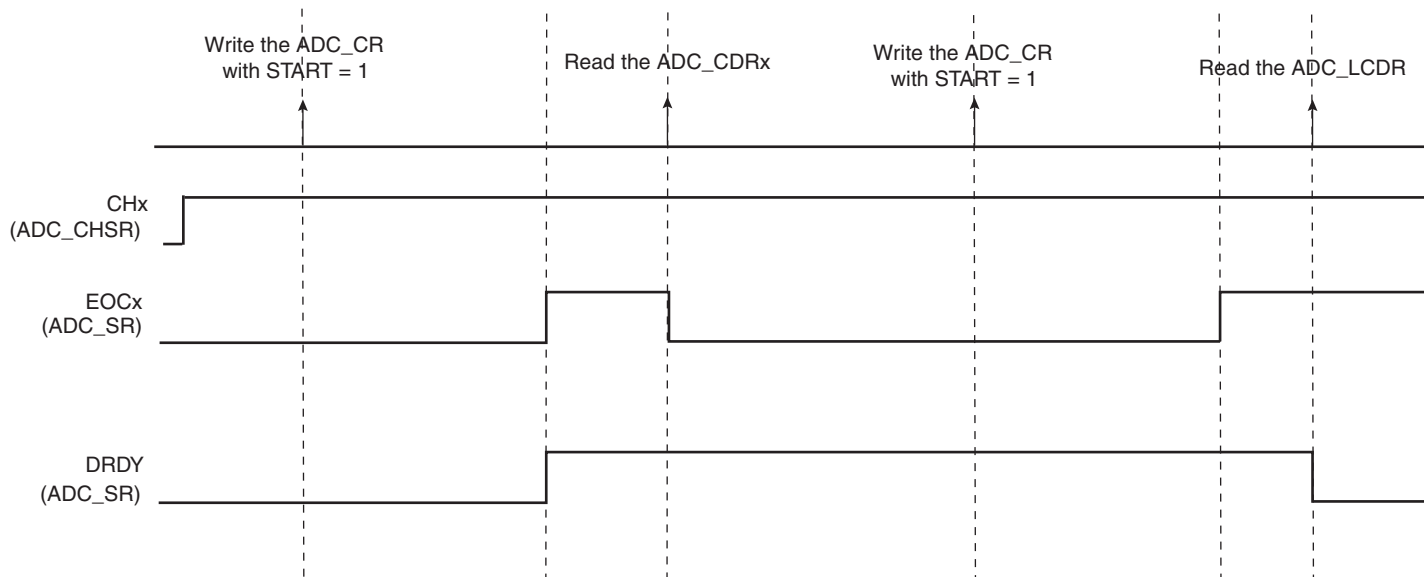 Write the ADC_CR
with START = 1
Read the ADC_CDRx
Write the ADC_CR
with START = 1
Read the ADC_LCDR
CHx
(ADC_CHSR)
EOCx
(ADC_SR)
DRDY
(ADC_SR)